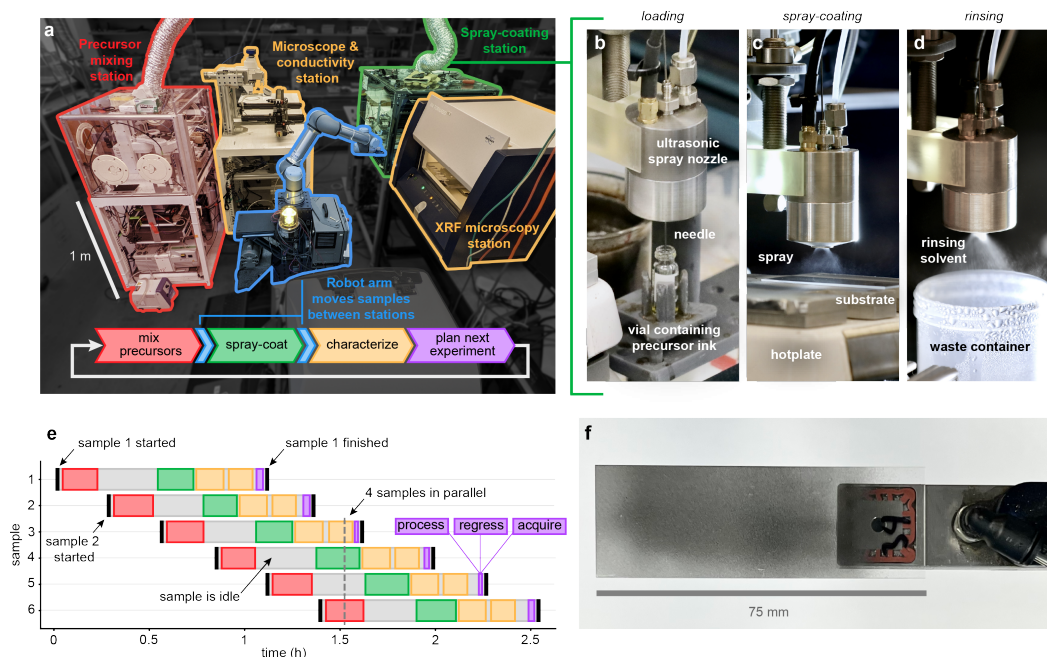 a
Precursor
mixing
station
Microscope &
conductivity
station
Spray-coating
station
XRF microscopy
station
1 m
Robot arm
moves samples
between stations
mix
precursors
spray-coat
characterize
plan next
experiment
loading
b
ultrasonic
spray nozzle
needle
vial containing
precursor ink
spray-coating
c
spray
substrate
hotplate
rinsing
d
rinsing
solvent
waste container
e
sample 1 started
sample 1 finished
4 samples in parallel
process
regress
acquire
sample 2
started
sample is idle
sample
1
2
3
4
5
6
0
0.5
1
1.5
2
2.5
time (h)
f
75 mm